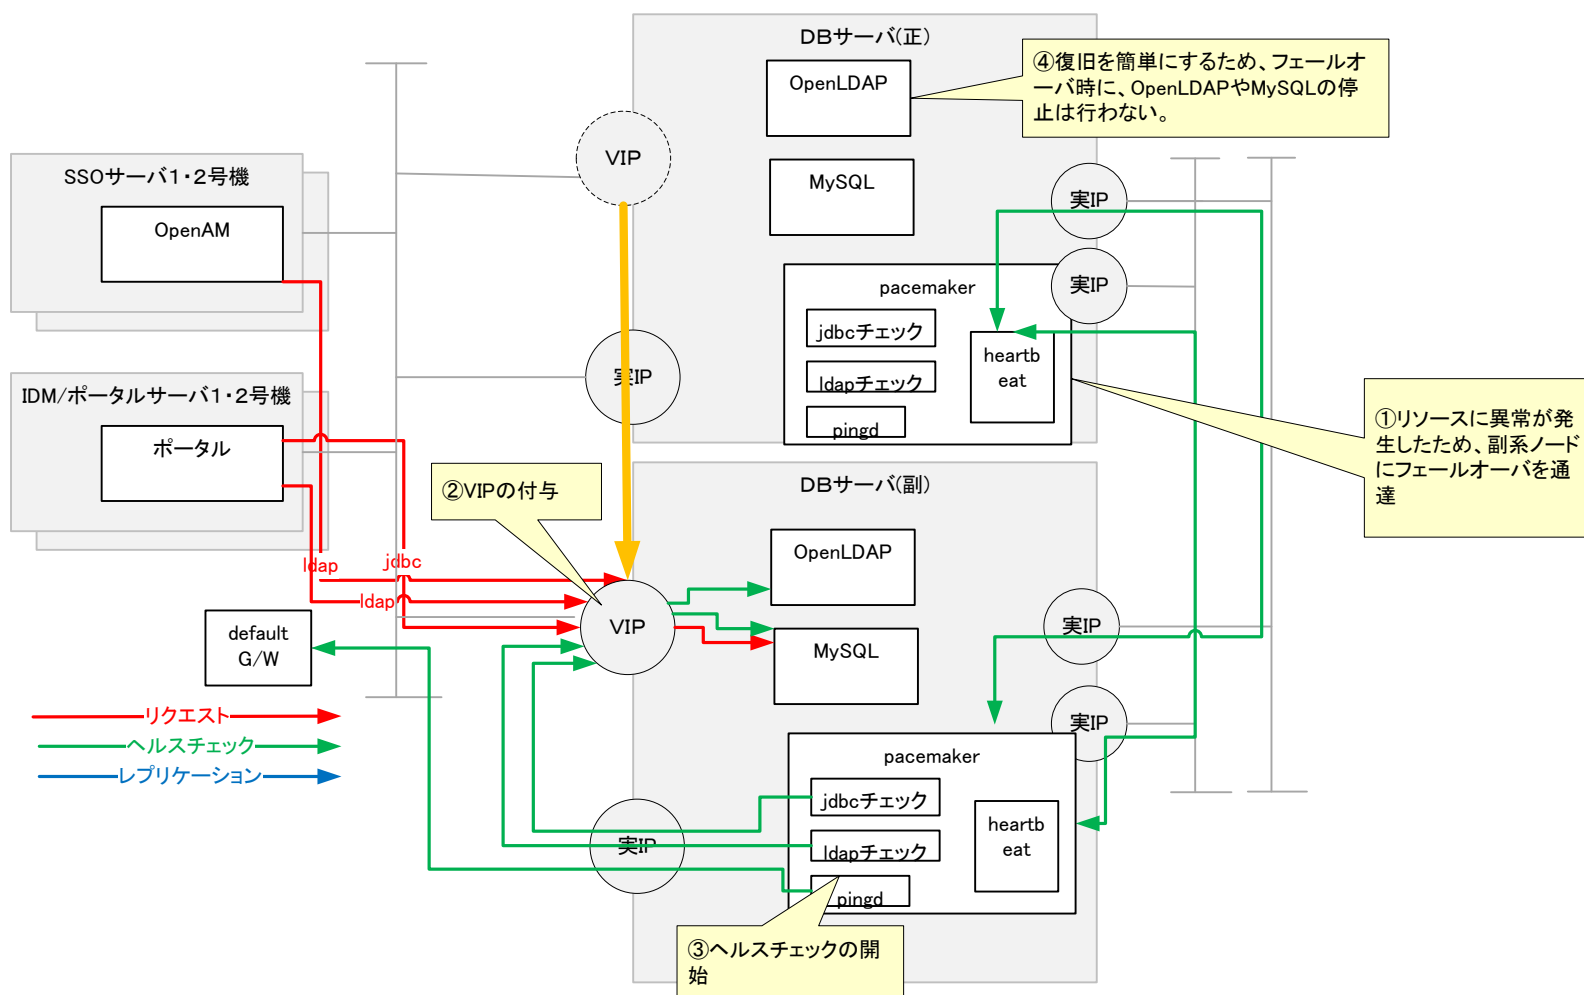 DBサーバ(正)
OpenLDAP
④復旧を簡単にするため、フェールオ
ーバ時に、OpenLDAPやMySQLの停
止は行わない。
VIP
MySQL
実IP
SSOサーバ1・2号機
OpenAM
実IP
pacemaker
jdbcチェック
heartb
eat
ldapチェック
pingd
実IP
IDM/ポータルサーバ1・2号機
ポータル
①リソースに異常が発
生したため、副系ノード
にフェールオーバを通
達
②VIPの付与
DBサーバ(副)
OpenLDAP
ldap
jdbc
ldap
VIP
default
G/W
MySQL
実IP
リクエスト
ヘルスチェック
レプリケーション
実IP
pacemaker
jdbcチェック
heartb
eat
ldapチェック
pingd
実IP
③ヘルスチェックの開
始